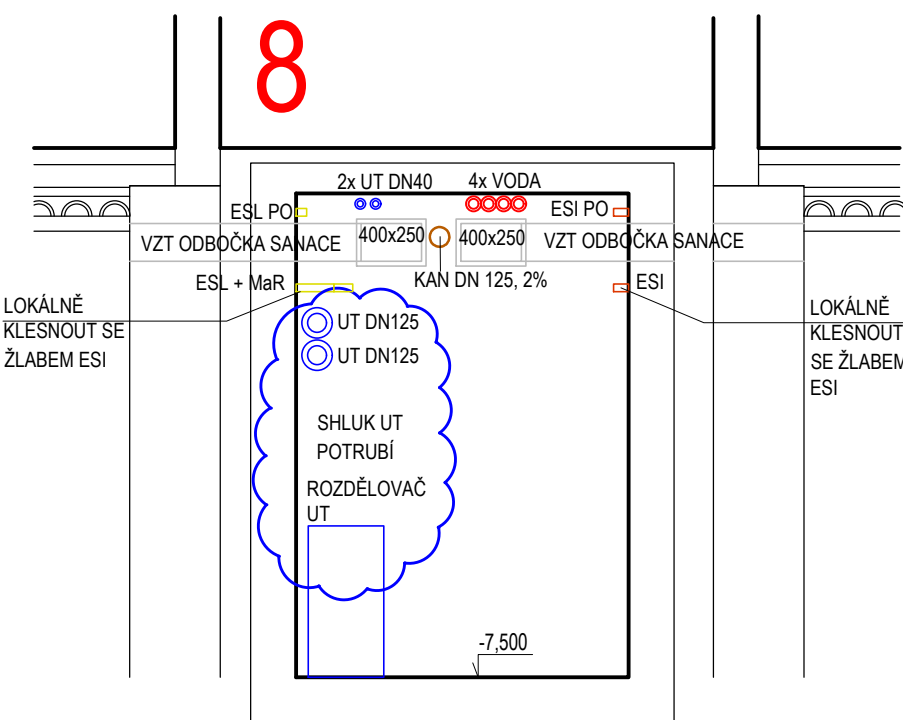 8
2x UT DN40
4x VODA
ESL PO
ESI PO
400x250
400x250
VZT ODBOČKA SANACE
VZT ODBOČKA SANACE
ESL + MaR
KAN DN 125, 2%
ESI
LOKÁLNĚ
KLESNOUT SE
ŽLABEM ESI
LOKÁLNĚ
KLESNOUT
SE ŽLABEM
ESI
UT DN125
UT DN125
SHLUK UT
POTRUBÍ
ROZDĚLOVAČ
UT
-7,500